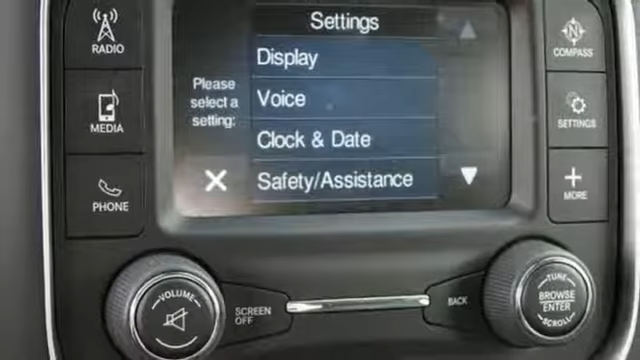 Settings
Display
Please
select a
setting:
Voice
Clock & Date
Safety/Assistance
RADIO
MEDIA
PHONE
COMPASS
SETTINGS
MORE
VOLUME
SCREEN
OFF
BACK
TUNE
BROWSE
ENTER
SCROLL